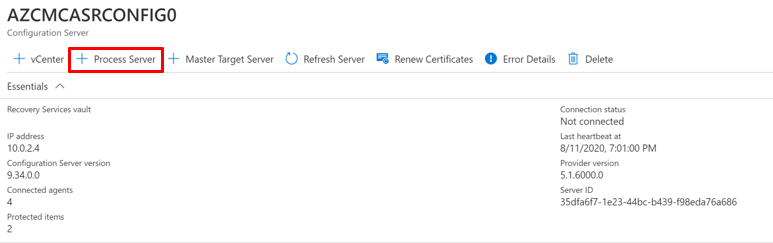 AZCMCASRCONFIG0
Configuration Server
vCenter Process Server Master Target Server Refresh Server Renew Certificates Error Details Delete
Essentials
Recovery Services vault
IP address
10.0.2.4
Configuration Server version
9.34.0.0
Connected agents
4
Protected items
2
Connection status
Not connected
Last heartbeat at
8/11/2020, 7:01:00 PM
Provider version
5.1.6000.0
Server ID
35dfa6f7-1e23-44bc-b439-f98eda76a686